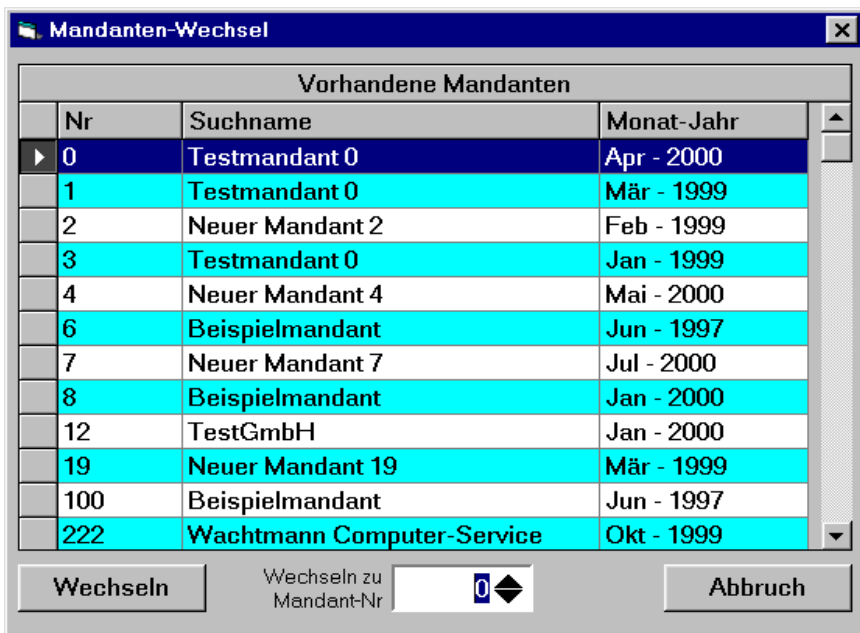 Mandanten-Wechsel
Vorhandene Mandanten
Nr Suchname Monat-Jahr
0 Testmandant 0 Apr - 2000
1 Testmandant 0 Mär - 1999
2 Neuer Mandant 2 Feb - 1999
3 Testmandant 0 Jan - 1999
4 Neuer Mandant 4 Mai - 2000
6 Beispielmandant Jun - 1997
7 Neuer Mandant 7 Jul - 2000
8 Beispielmandant Jan - 2000
12 TestGmbH Jan - 2000
19 Neuer Mandant 19 Mär - 1999
100 Beispielmandant Jun - 1997
222 Wachtmann Computer-Service Okt - 1999
Wechseln Wechseln zu Mandant-Nr 0 Abbruch